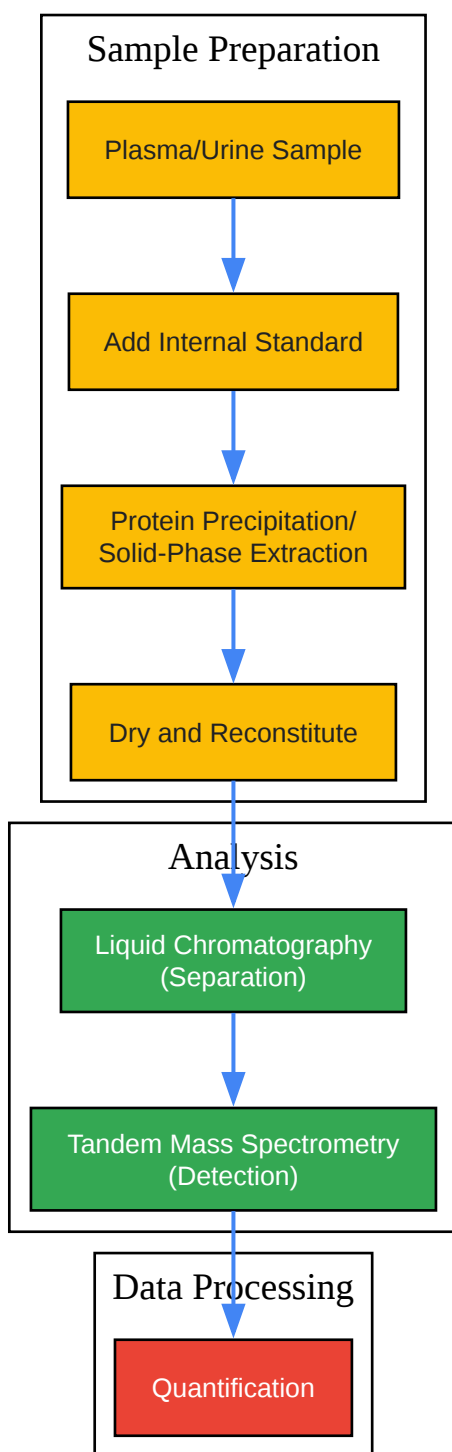 Sample Preparation
Plasma/Urine Sample
Add Internal Standard
Protein Precipitation/
Solid-Phase Extraction
Dry and Reconstitute
Analysis
Liquid Chromatography
(Separation)
Tandem Mass Spectrometry
(Detection)
Data Processing
Quantification